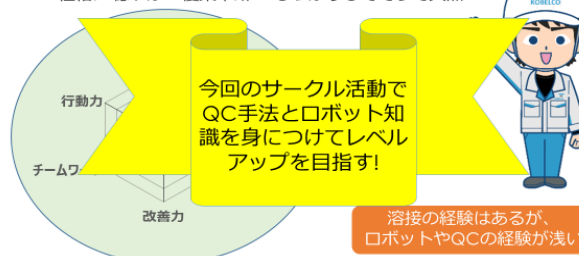 KOBELCO
今回のサークル活動で
QC手法とロボット知
識を身につけてレベル
アップを目指す!
行動力
チームワ
改善力
溶接の経験はあるが、
ロボットやQCの経験が浅い